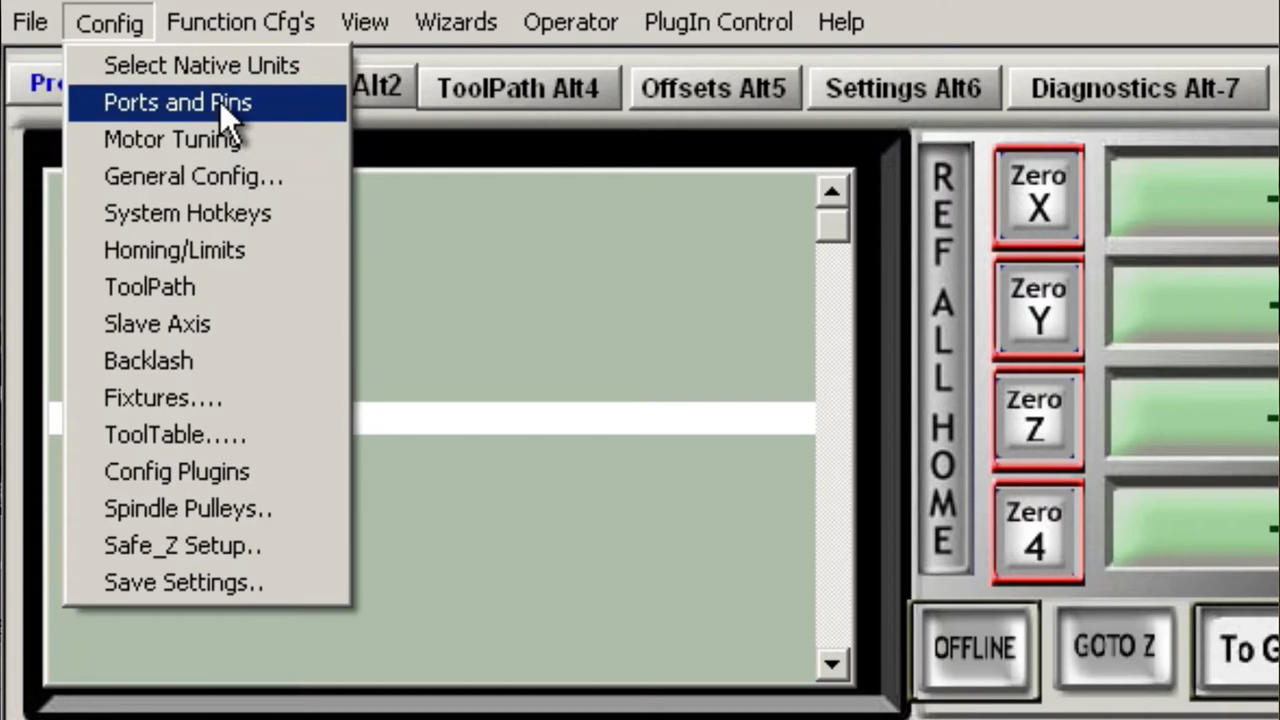 File Config Function Cfg's View Wizards Operator PlugIn Control Help
Select Native Units
Ports and Pins
Motor Tuning
General Config...
System Hotkeys
Homing/Limits
ToolPath
Slave Axis
Backlash
Fixtures....
ToolTable.....
Config Plugins
Spindle Pulleys..
Safe_Z Setup..
Save Settings..
Alt2 ToolPath Alt4 Offsets Alt5 Settings Alt6 Diagnostics Alt-7
REF ALL HOME
Zero
X
Zero
Y
Zero
Z
Zero
4
OFFLINE GOTO Z To G